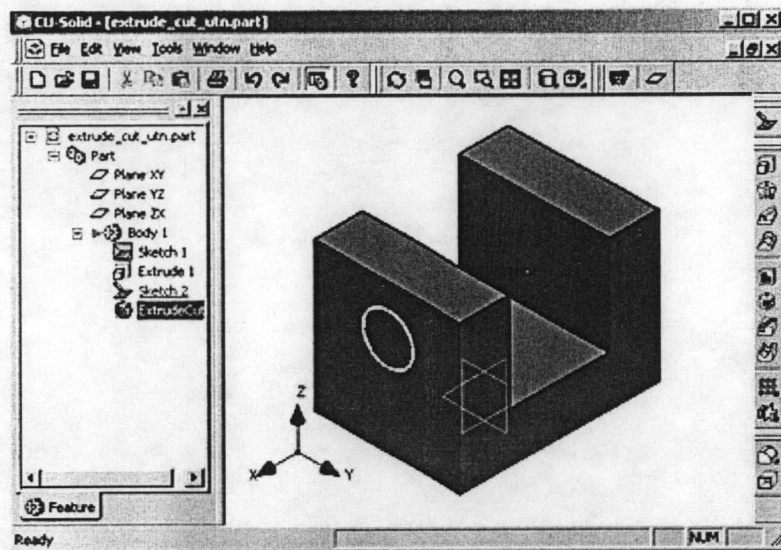 CU-Solid - [extrude_cut_utn.part]
File Edit View Tools Window Help
extrude_cut_utn.part
Part
Plane XY
Plane YZ
Plane ZX
Body 1
Sketch 1
Extrude 1
Sketch 2
ExtrudeCut
Z
X
Y
Feature
Ready
NUM